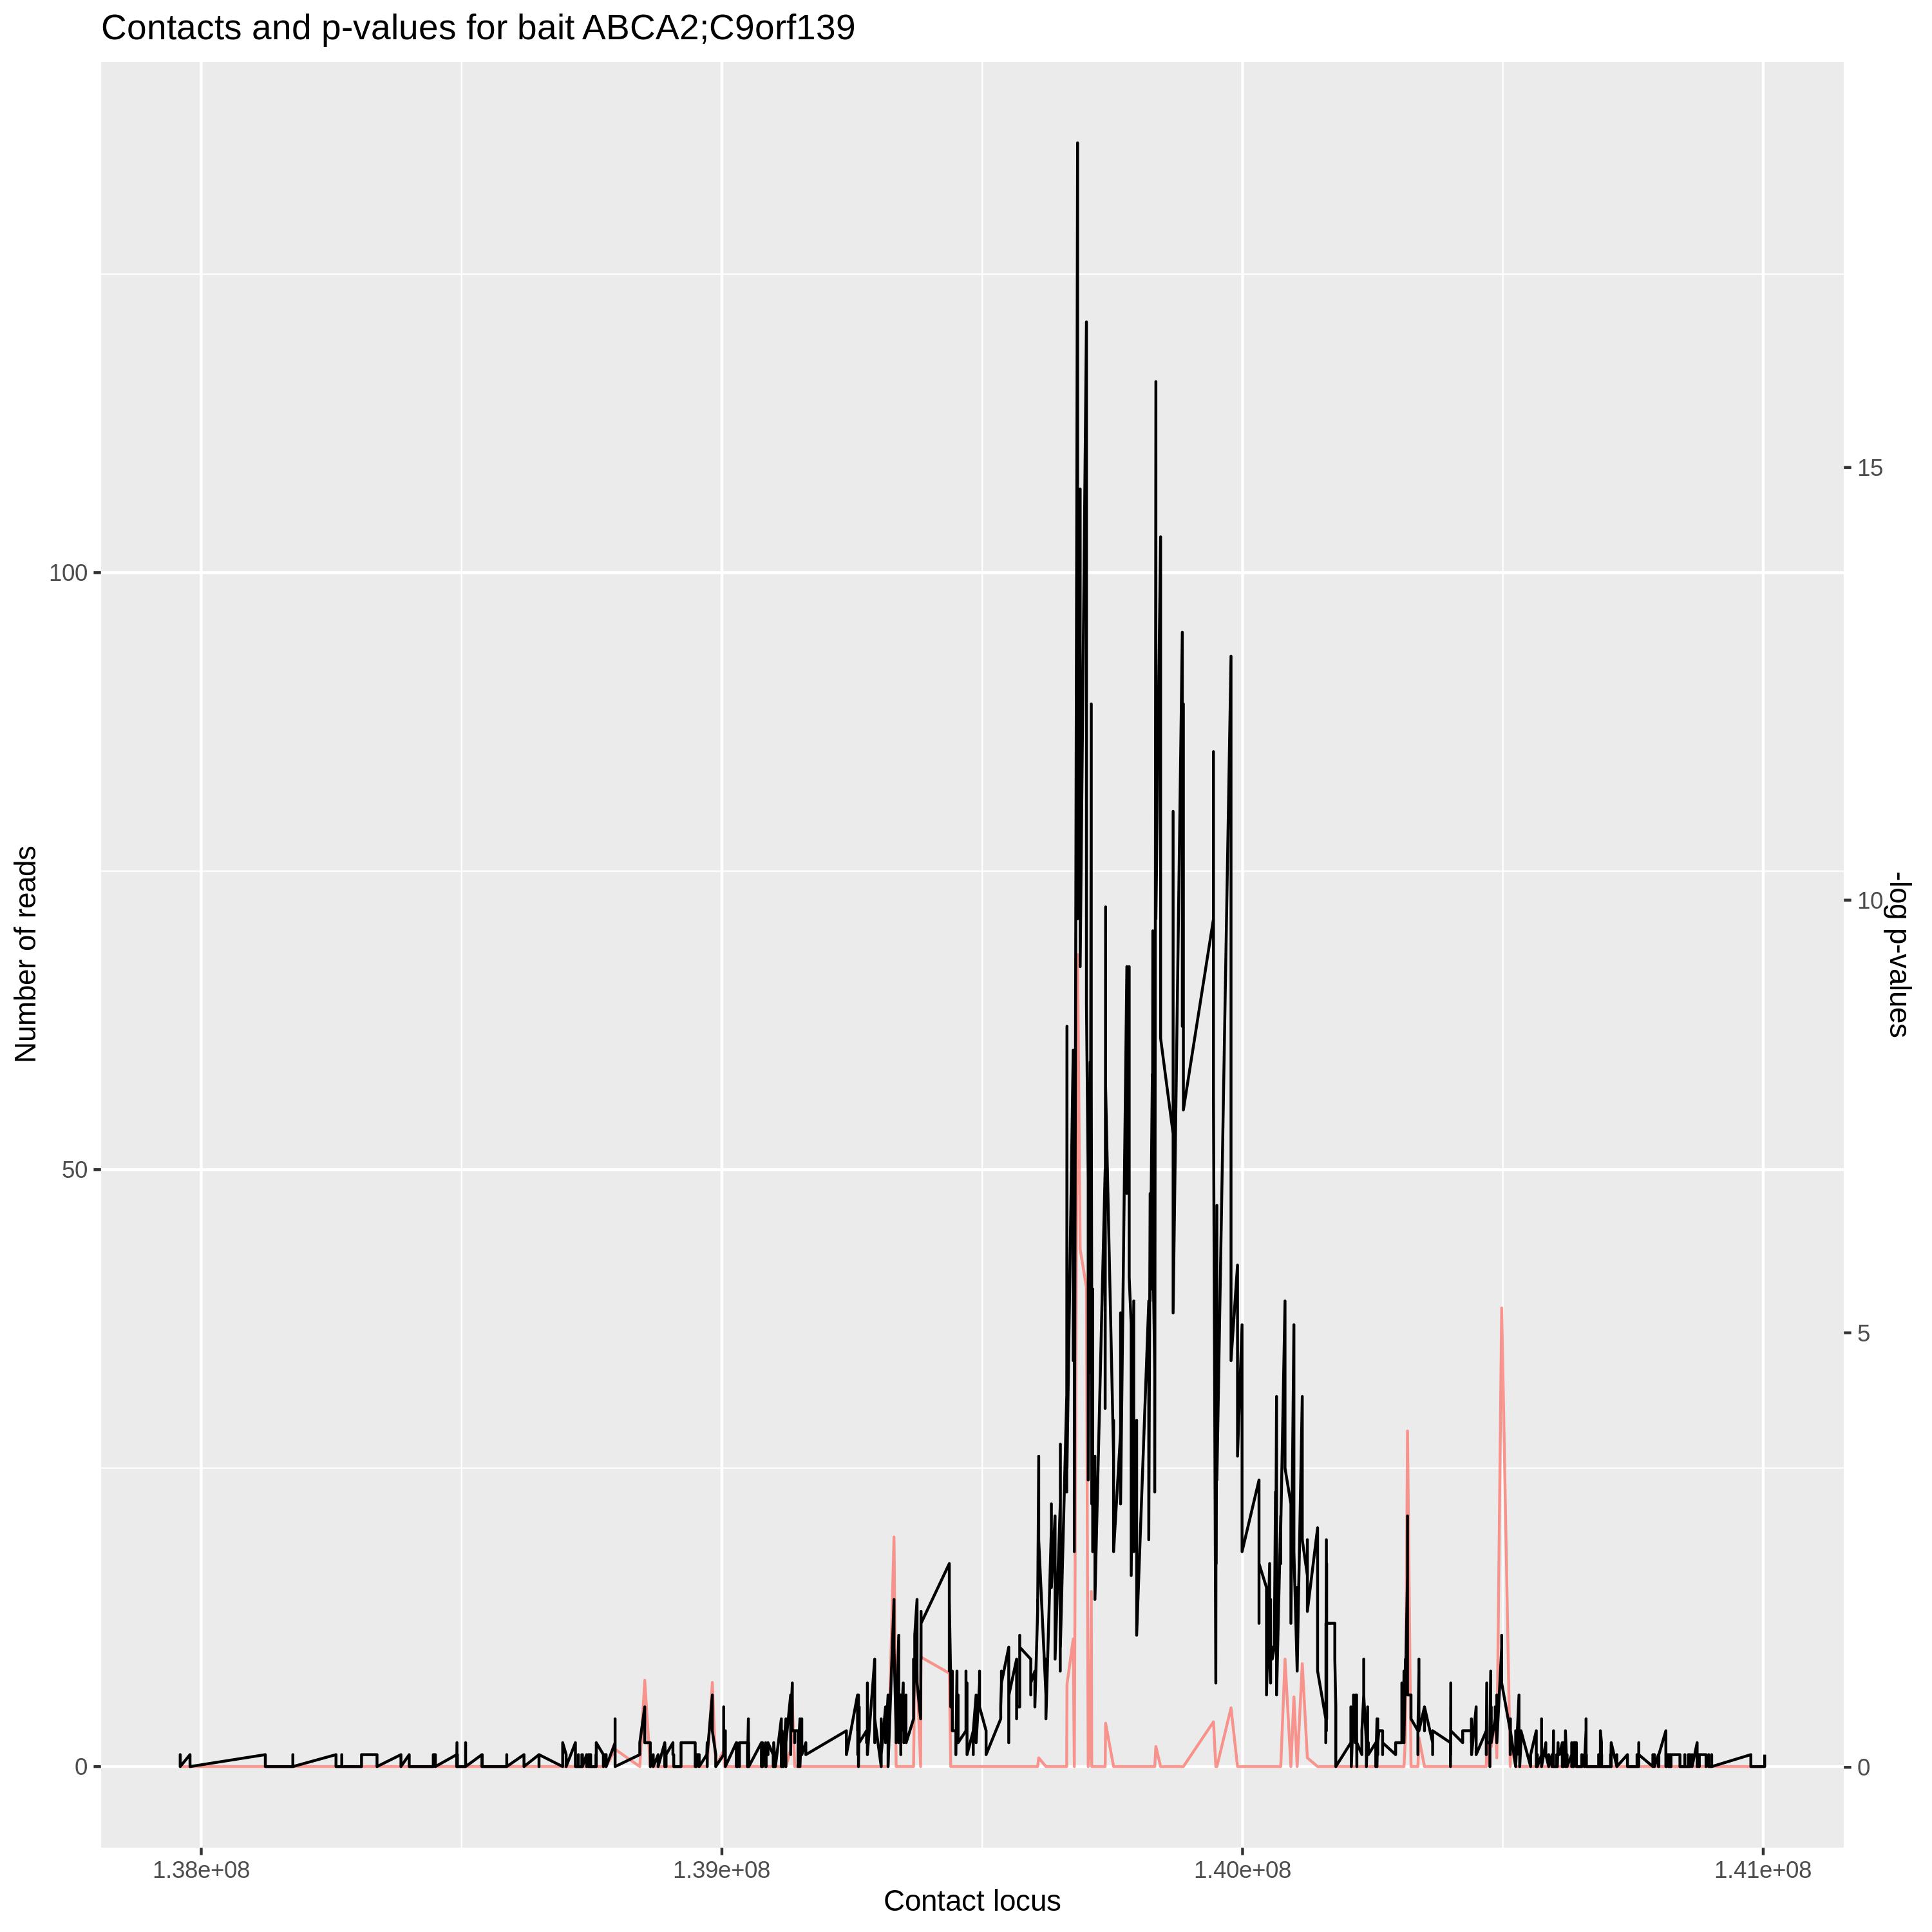 Contacts and p-values for bait ABCA2;C9orf139
Number of reads
100
50
0
15
10
5
0
-log p-values
1.38e+08
1.39e+08
1.40e+08
1.41e+08
Contact locus